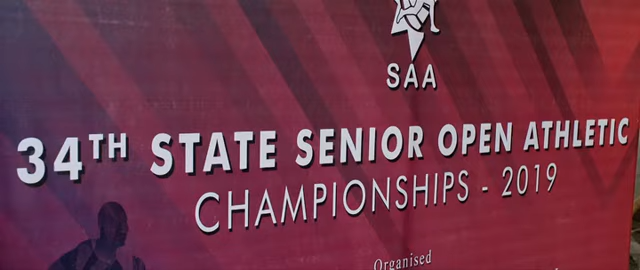 SAA
34TH STATE SENIOR OPEN ATHLETIC
CHAMPIONSHIPS - 2019
Organised